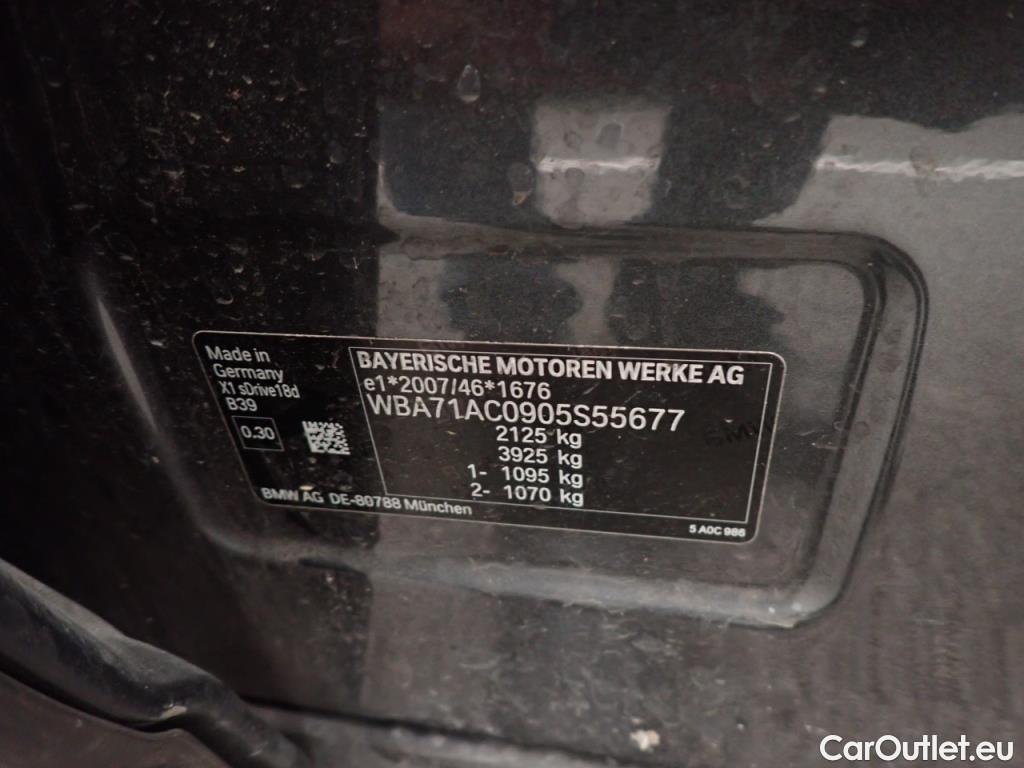 Made in
Germany
X1 sDrive18d
B39
0.30
BAYERISCHE MOTOREN WERKE AG
e1*2007/46*1676
WBA71AC0905S55677
2125 kg
3925 kg
1- 1095 kg
2- 1070 kg
BMW AG DE-80788 München
5 A0C 986
CarOutlet.eu